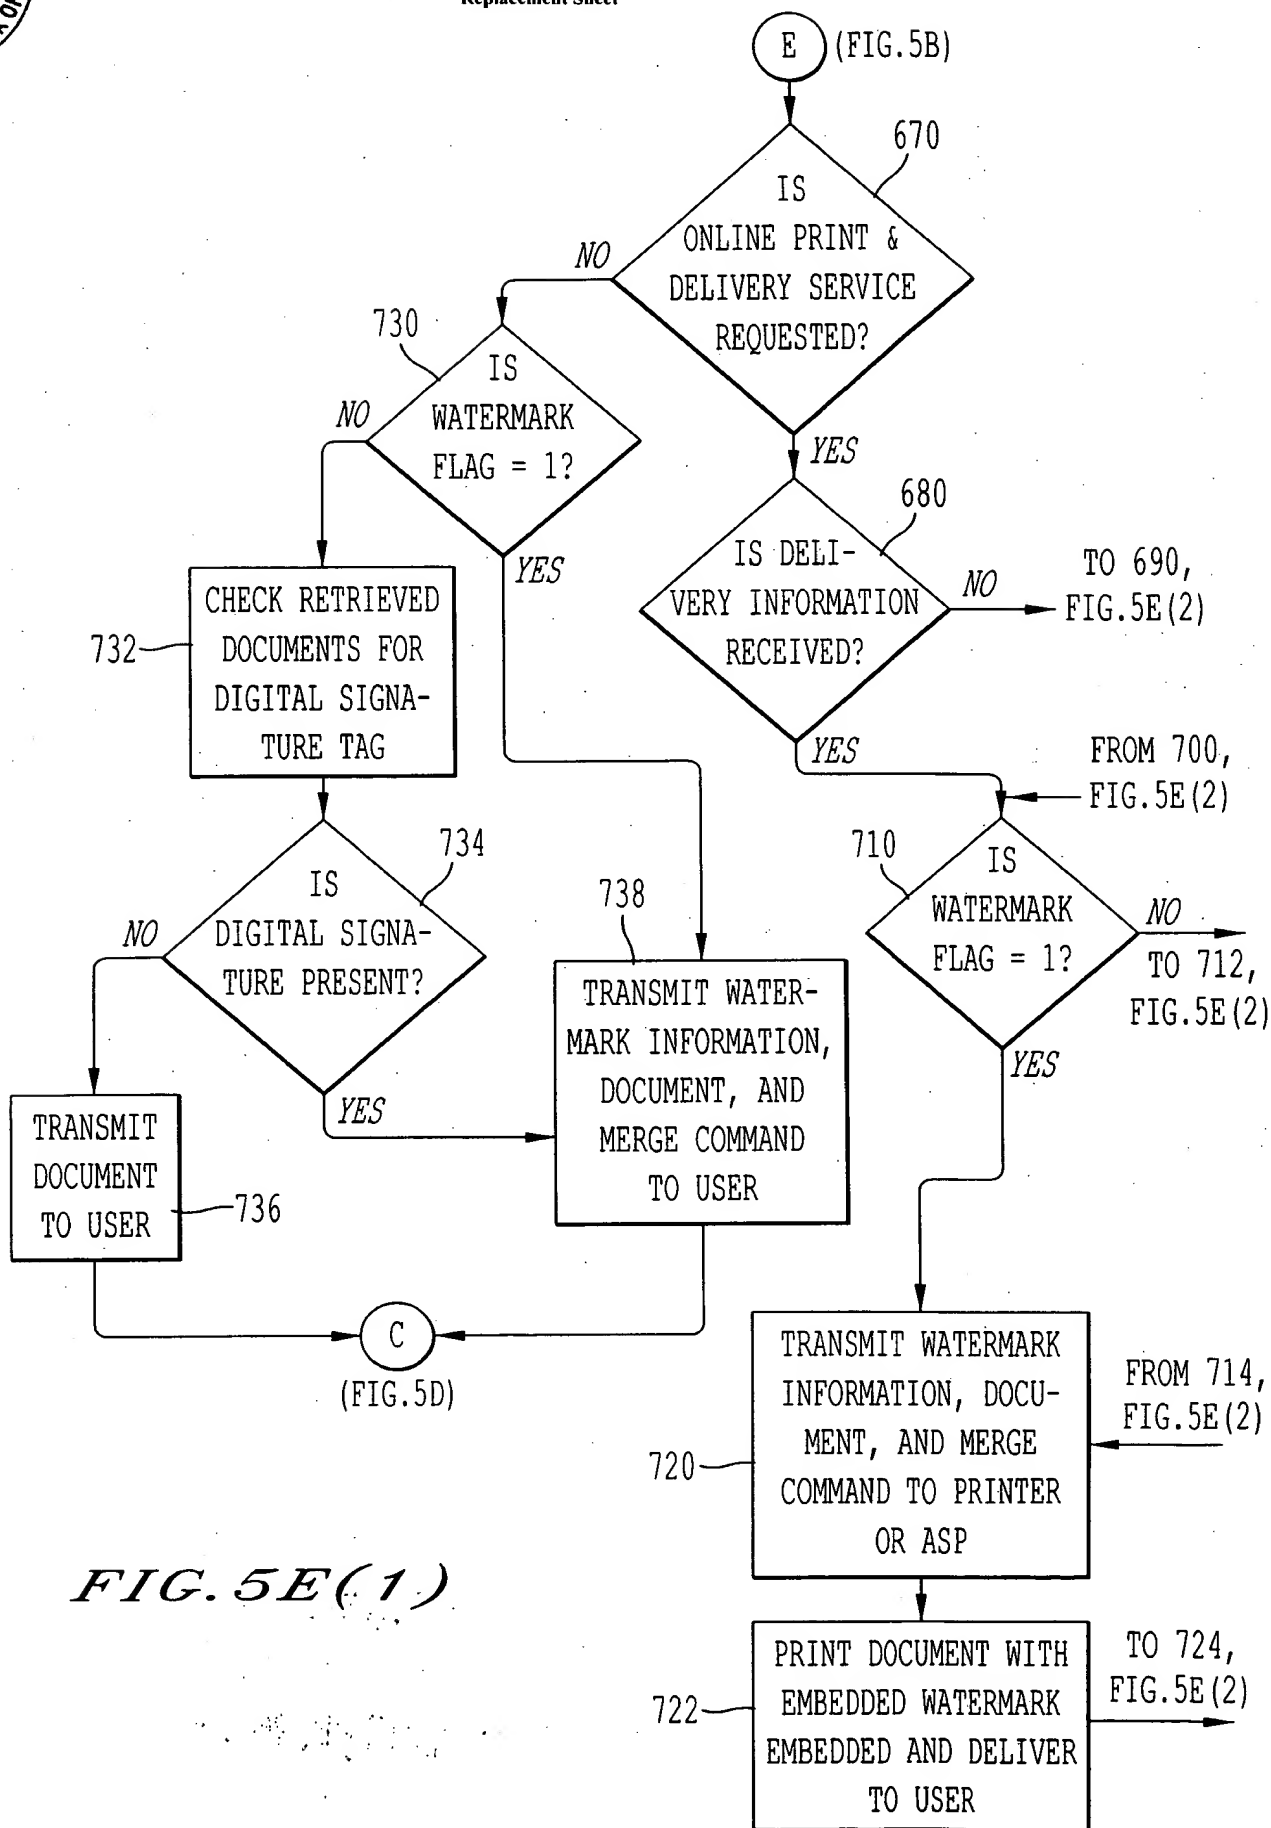 Replacement Sheet
E
(FIG.5B)
670
IS
ONLINE PRINT &
DELIVERY SERVICE
REQUESTED?
NO
YES
730
IS
WATERMARK
FLAG = 1?
NO
YES
680
IS DELI-
VERY INFORMATION
RECEIVED?
NO
TO 690,
FIG.5E(2)
YES
FROM 700,
FIG.5E(2)
732
CHECK RETRIEVED
DOCUMENTS FOR
DIGITAL SIGNA-
TURE TAG
734
IS
DIGITAL SIGNA-
TURE PRESENT?
NO
YES
710
IS
WATERMARK
FLAG = 1?
NO
TO 712,
FIG.5E(2)
YES
738
TRANSMIT WATER-
MARK INFORMATION,
DOCUMENT, AND
MERGE COMMAND
TO USER
TRANSMIT
DOCUMENT
TO USER
736
C
(FIG.5D)
720
TRANSMIT WATERMARK
INFORMATION, DOCU-
MENT, AND MERGE
COMMAND TO PRINTER
OR ASP
FROM 714,
FIG.5E(2)
722
PRINT DOCUMENT WITH
EMBEDDED WATERMARK
EMBEDDED AND DELIVER
TO USER
TO 724,
FIG.5E(2)
FIG.5E(1)